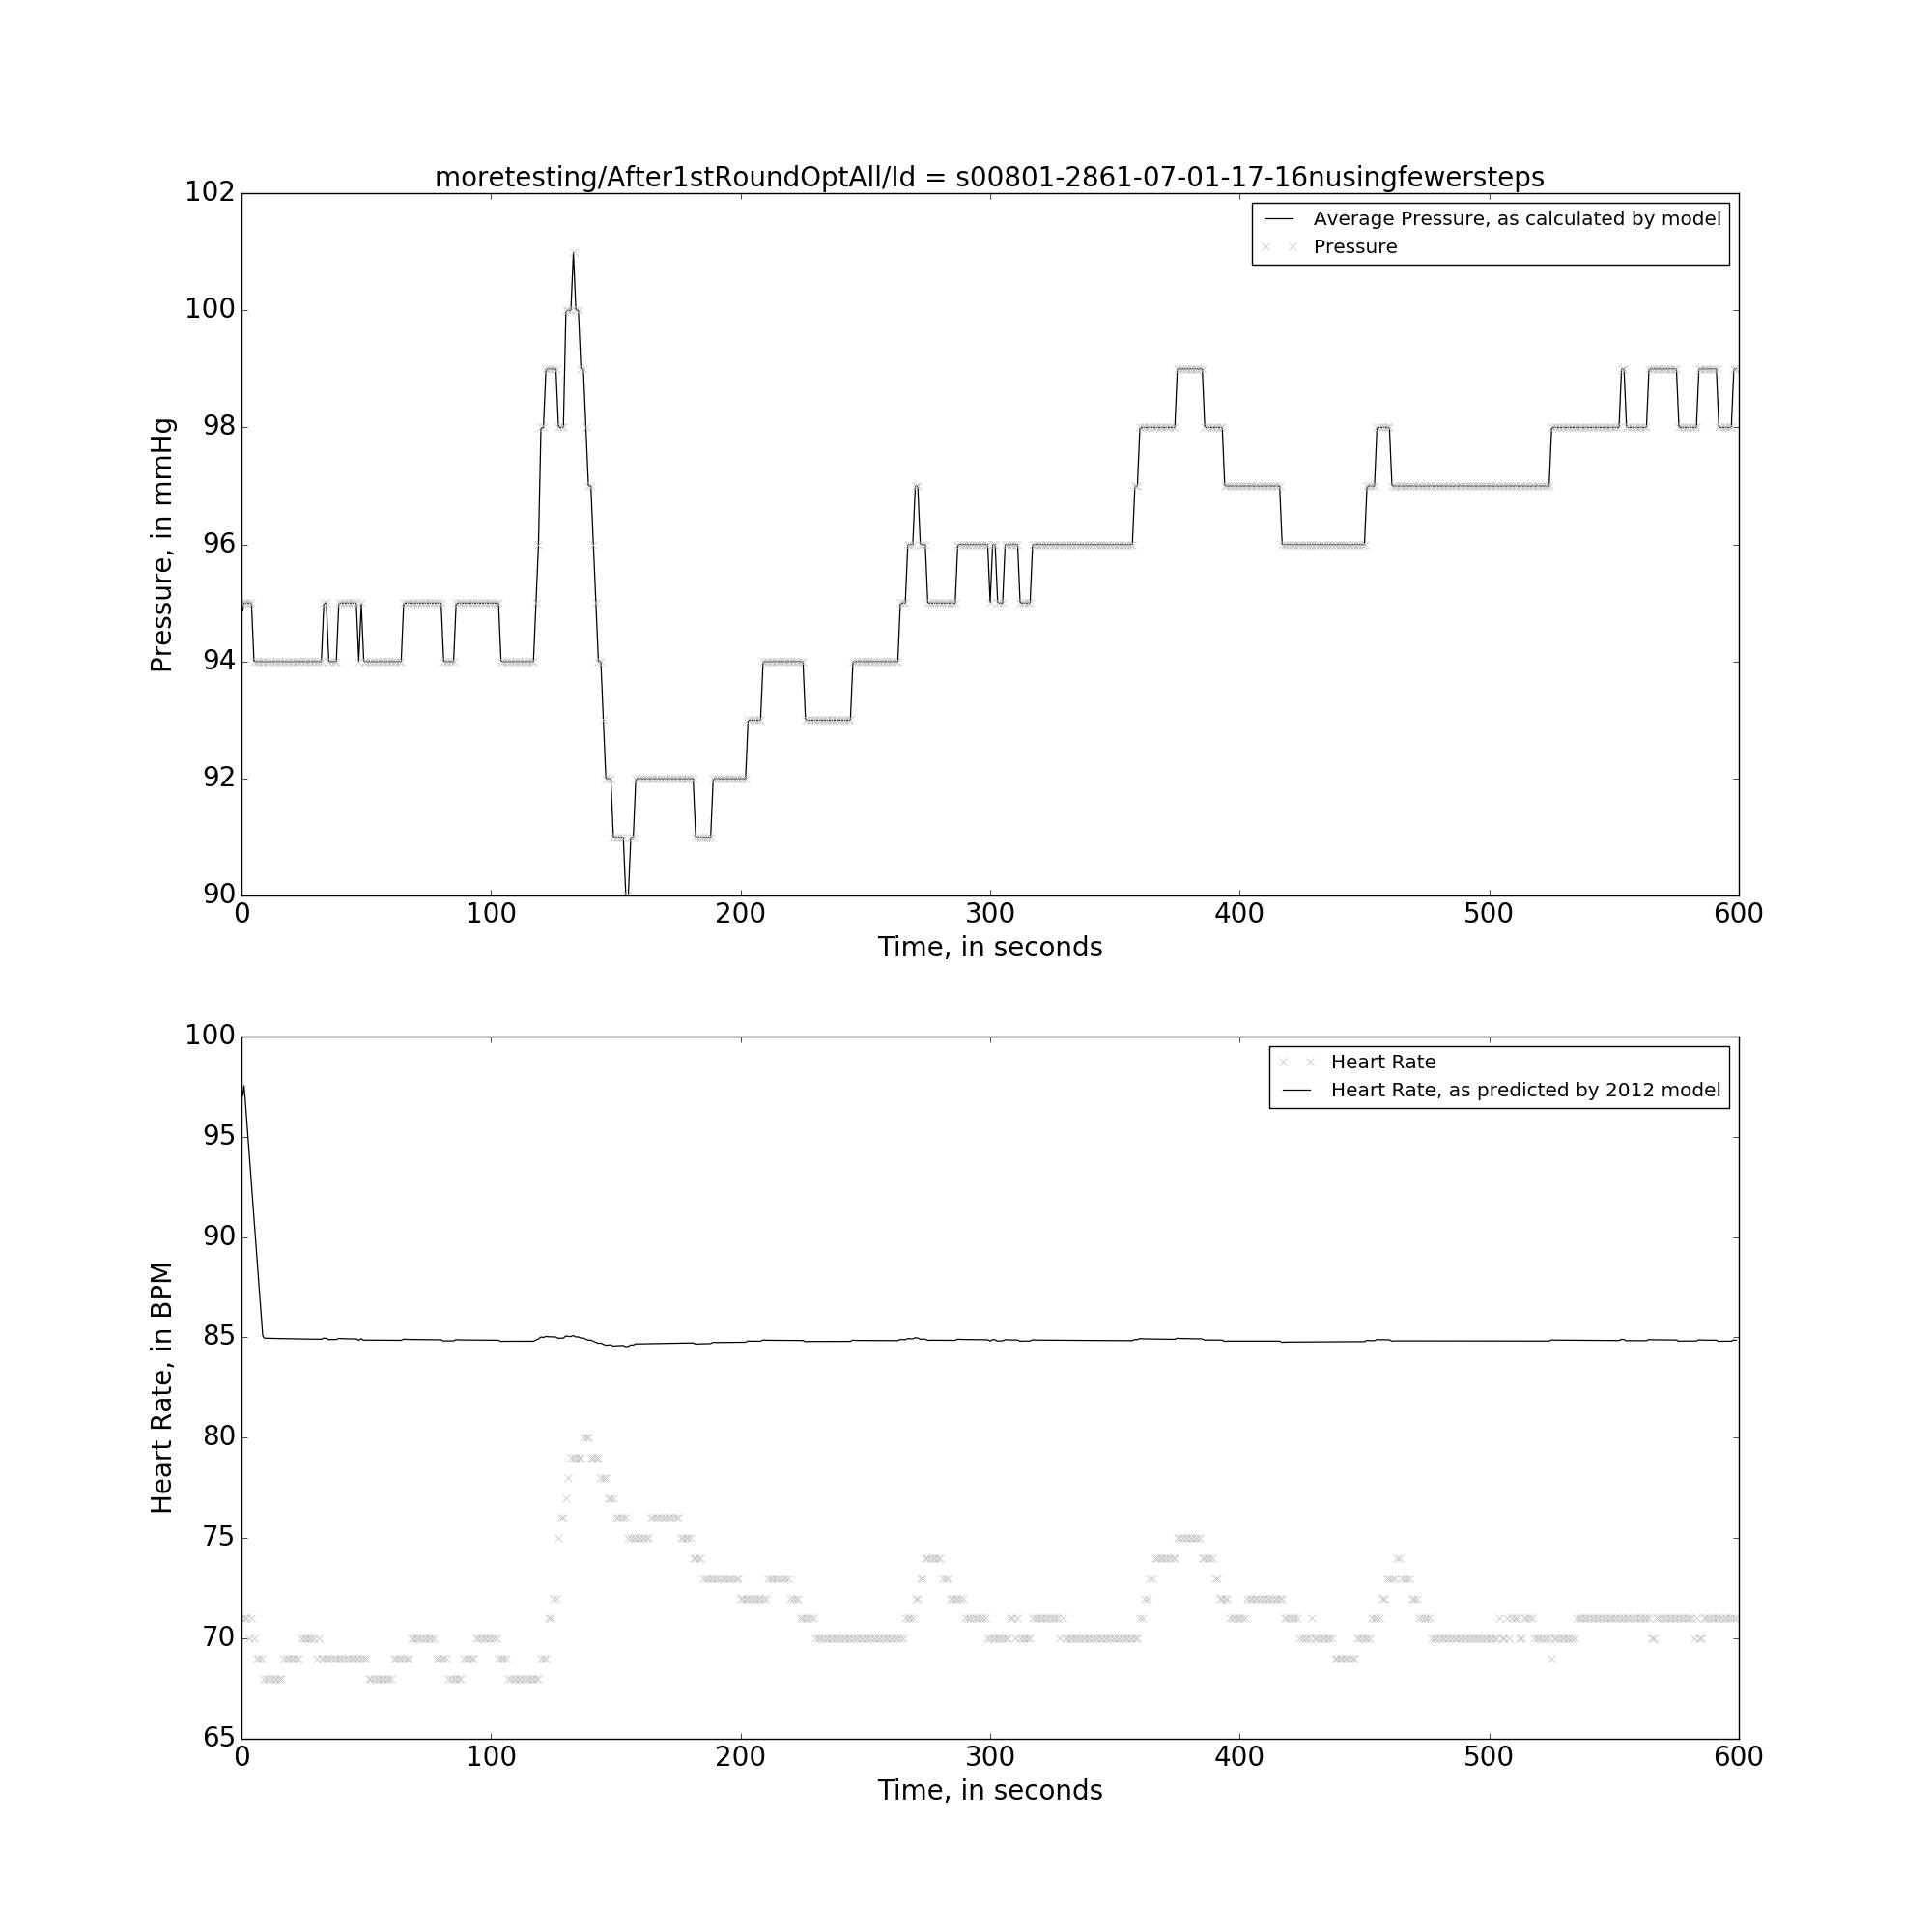 moretesting/After1stRoundOptAll/Id = s00801-2861-07-01-17-16nusingfewersteps
102
100
98
96
94
92
90
Pressure, in mmHg
Average Pressure, as calculated by model
Pressure
0 100 200 300 400 500 600
Time, in seconds
100
95
90
85
80
75
70
65
Heart Rate, in BPM
Heart Rate
Heart Rate, as predicted by 2012 model
0 100 200 300 400 500 600
Time, in seconds